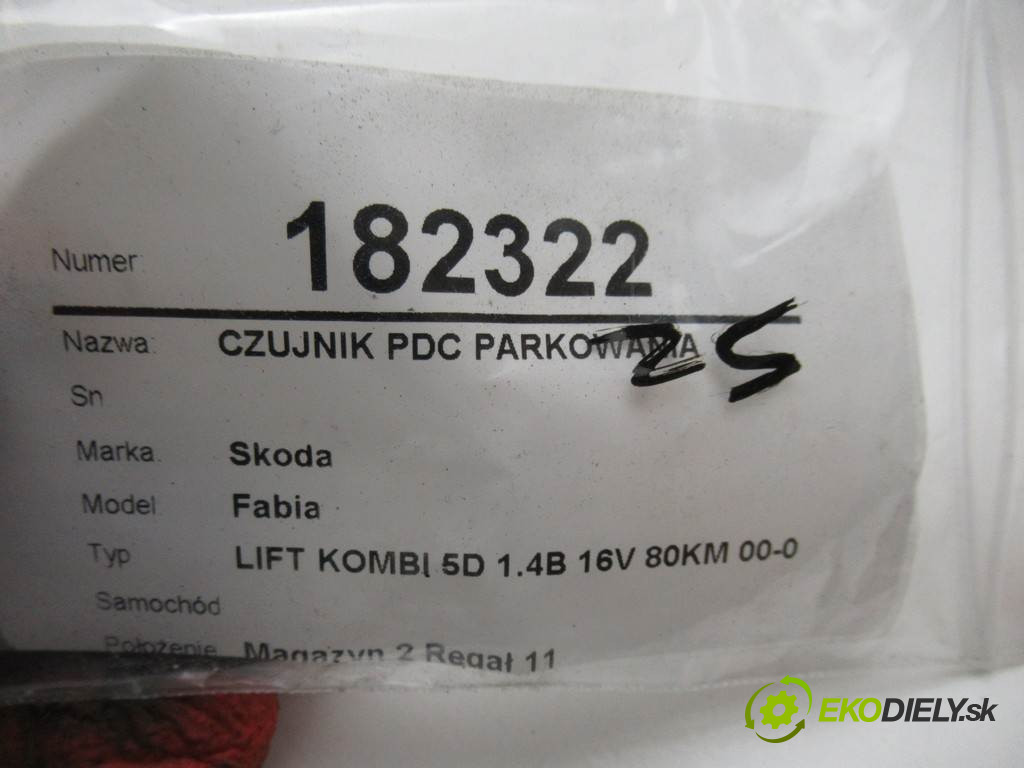 Numer: 182322
Nazwa: CZUJNIK PDC PARKOWANIA
Sn
Marka Skoda
Model Fabia
Typ LIFT KOMBI 5D 1.4B 16V 80KM 00-0
Samochód
Położenie Magazyn 2 Regał 11
EKODIELY.sk